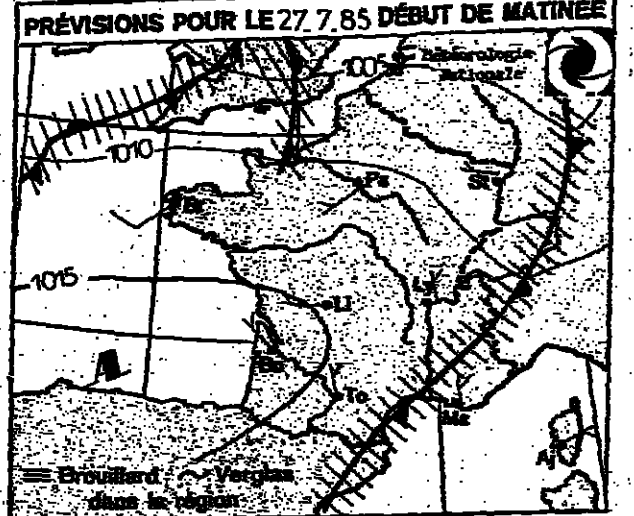 PRÉVISIONS POUR LE 27.7.85 DÉBUT DE MATINÉE
Météorologie
Nationale
1005
1010
Pa
St
Br
1015
Ly
Li
A
Bo
To
Ma
Aj
Brouillard Verglas
dans la région